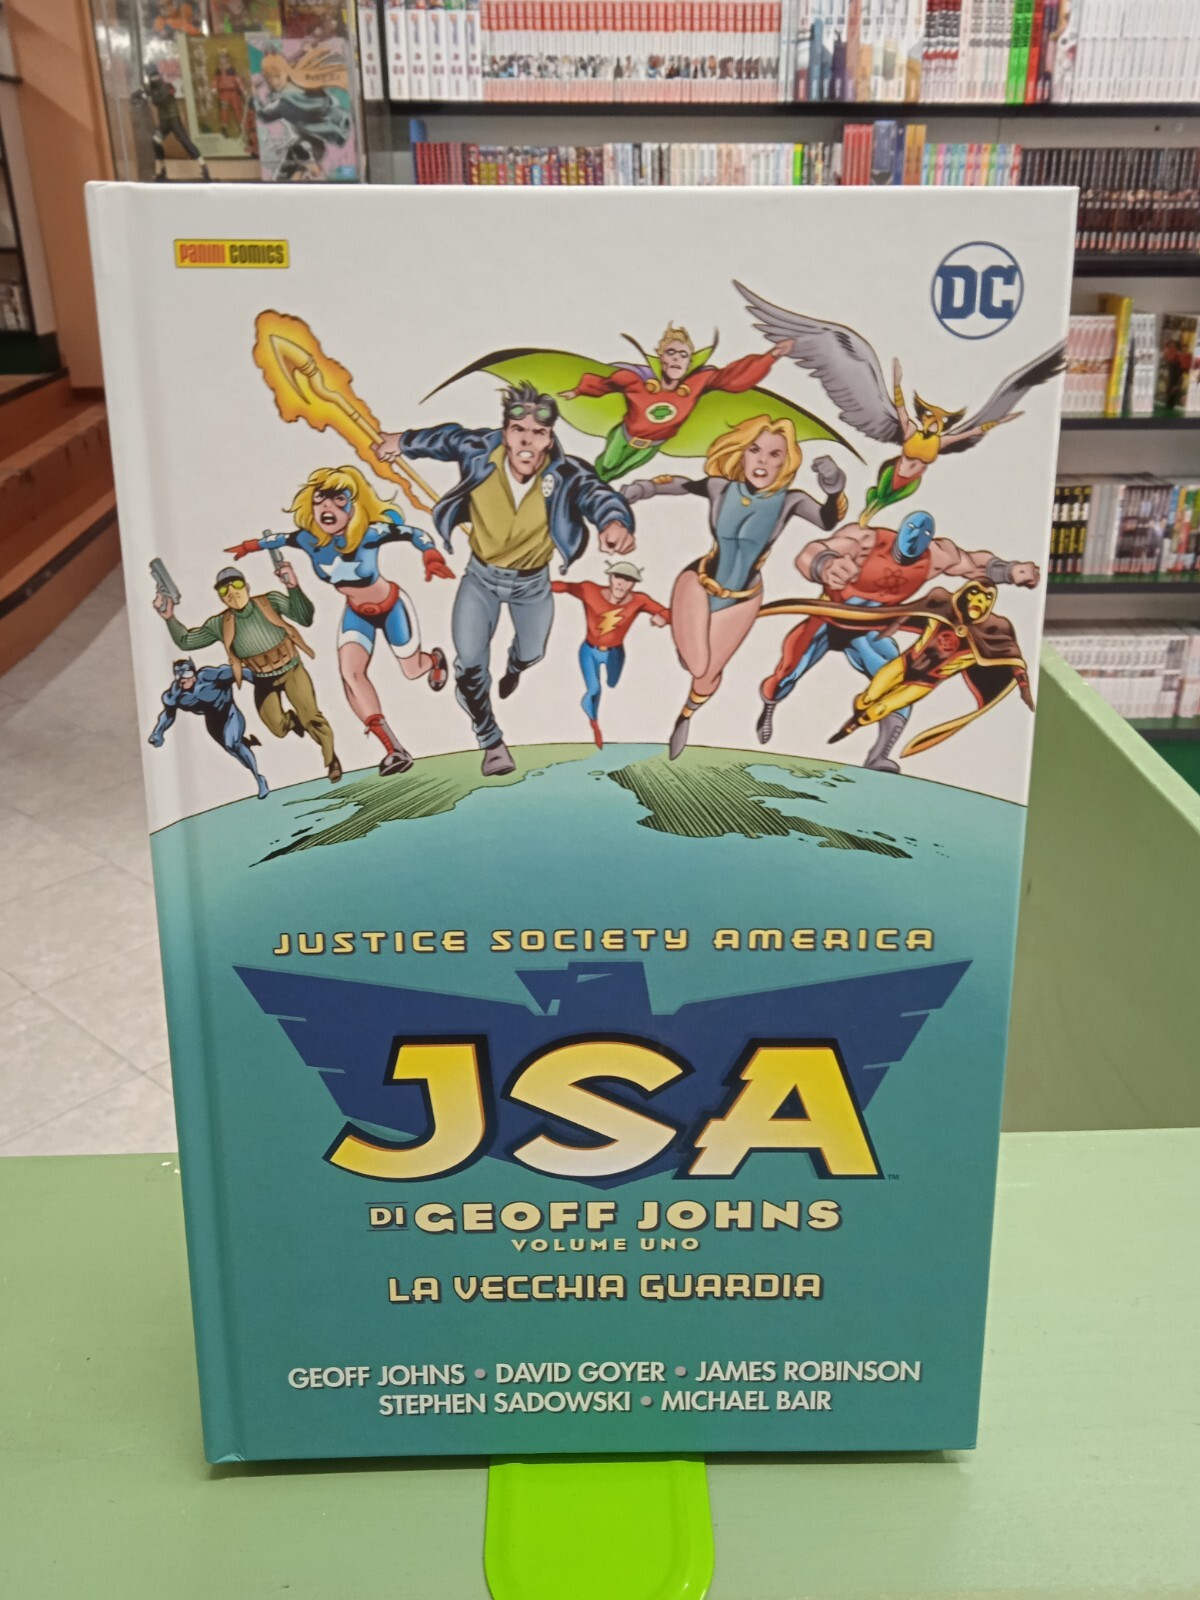 PANINI COMICS
DC
JUSTICE SOCIETY AMERICA
JSA
TM
DI GEOFF JOHNS
VOLUME UNO
LA VECCHIA GUARDIA
GEOFF JOHNS • DAVID GOYER • JAMES ROBINSON
STEPHEN SADOWSKI • MICHAEL BAIR